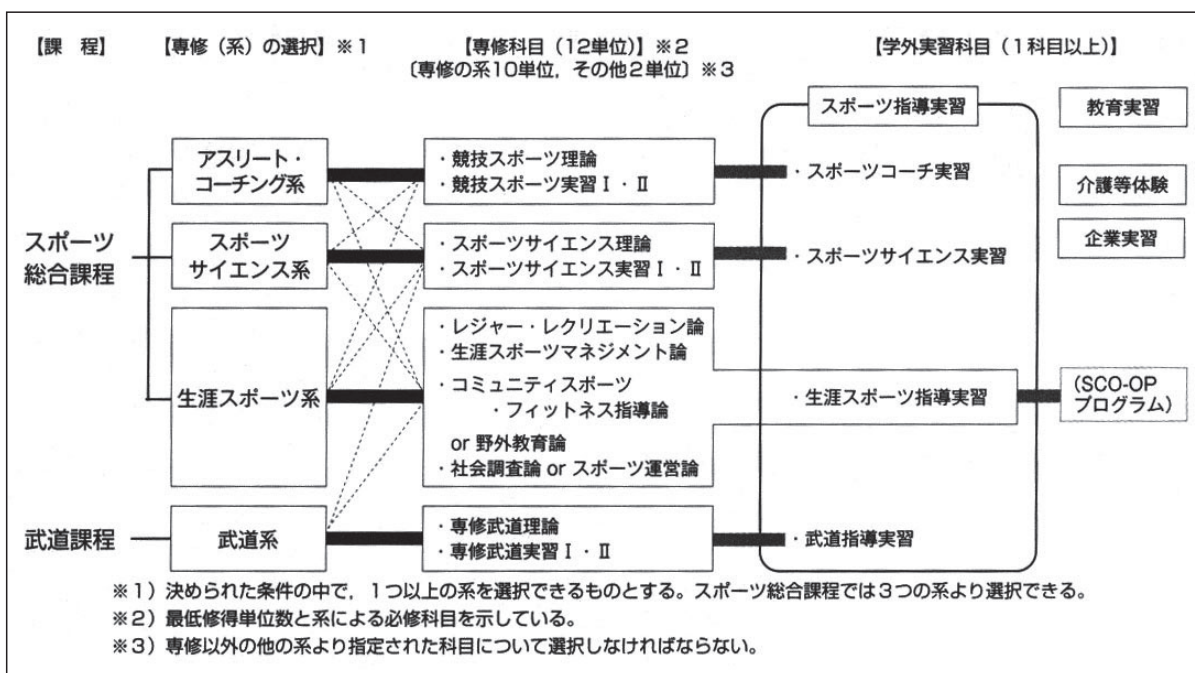 【課　程】　【専修（系）の選択】※1　【専修科目（12単位）】※2　【学外実習科目（1科目以上）】
〔専修の系10単位，その他2単位〕※3
スポーツ指導実習
教育実習
アスリート・
コーチング系
・競技スポーツ理論
・競技スポーツ実習Ⅰ・Ⅱ
・スポーツコーチ実習
介護等体験
スポーツ
総合課程
スポーツ
サイエンス系
・スポーツサイエンス理論
・スポーツサイエンス実習Ⅰ・Ⅱ
・スポーツサイエンス実習
企業実習
生涯スポーツ系
・レジャー・レクリエーション論
・生涯スポーツマネジメント論
・コミュニティスポーツ
・フィットネス指導論
or 野外教育論
・社会調査論 or スポーツ運営論
・生涯スポーツ指導実習
(SCO-OP
プログラム)
武道課程
武道系
・専修武道理論
・専修武道実習Ⅰ・Ⅱ
・武道指導実習
※1）決められた条件の中で，1つ以上の系を選択できるものとする。スポーツ総合課程では3つの系より選択できる。
※2）最低修得単位数と系による必修科目を示している。
※3）専修以外の他の系より指定された科目について選択しなければならない。